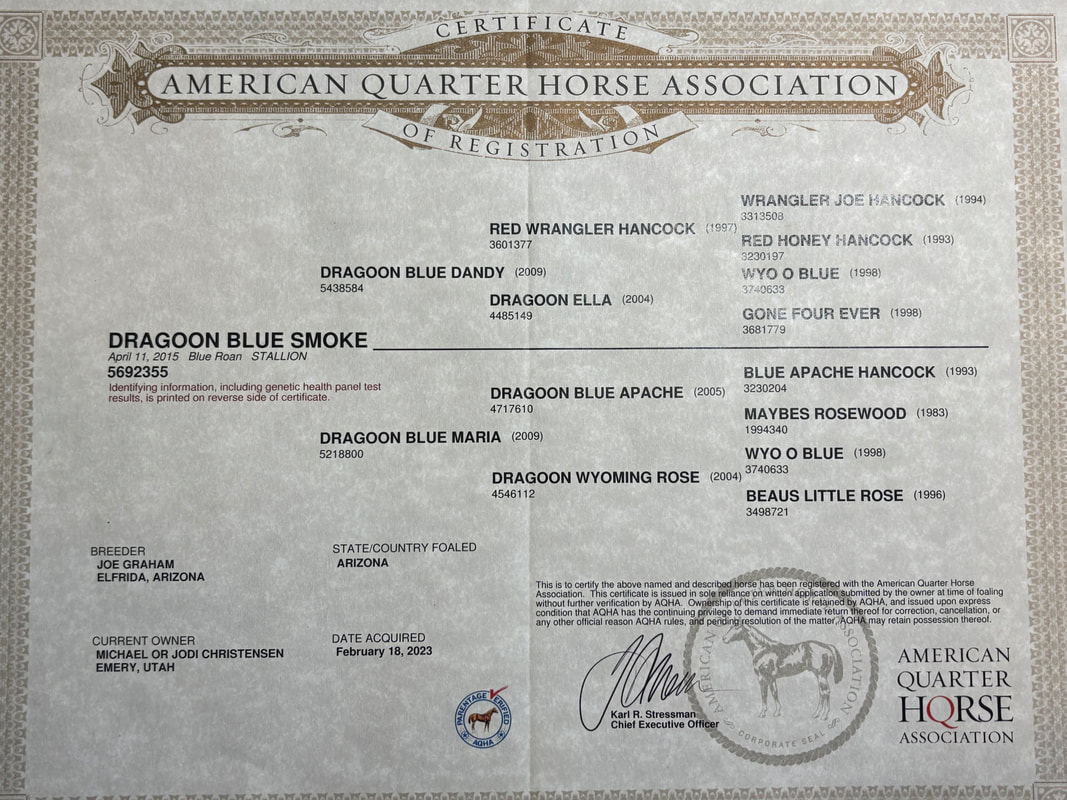 CERTIFICATE
AMERICAN QUARTER HORSE ASSOCIATION
OF REGISTRATION
WRANGLER JOE HANCOCK (1994)
3313508
RED WRANGLER HANCOCK (1997)
3601377
RED HONEY HANCOCK (1993)
3230197
DRAGOON BLUE DANDY (2009)
5438584
WYO O BLUE (1998)
3740633
DRAGOON ELLA (2004)
4485149
GONE FOUR EVER (1998)
3681779
DRAGOON BLUE SMOKE
April 11, 2015 Blue Roan STALLION
5692355
Identifying information, including genetic health panel test
results, is printed on reverse side of certificate.
BLUE APACHE HANCOCK (1993)
3230204
DRAGOON BLUE APACHE (2005)
4717610
MAYBES ROSEWOOD (1983)
1994340
DRAGOON BLUE MARIA (2009)
5218800
WYO O BLUE (1998)
3740633
DRAGOON WYOMING ROSE (2004)
4546112
BEAUS LITTLE ROSE (1996)
3498721
BREEDER
JOE GRAHAM
ELFRIDA, ARIZONA
STATE/COUNTRY FOALED
ARIZONA
This is to certify the above named and described horse has been registered with the American Quarter Horse
Association. This certificate is issued in sole reliance on written application submitted by the owner at time of foaling
without further verification by AQHA. Ownership of this certificate is retained by AQHA, and issued upon express
condition that AQHA has the continuing privilege to demand immediate return thereof for correction, cancellation, or
any other official reason AQHA rules, and pending resolution of the matter, AQHA may retain possession thereof.
CURRENT OWNER
MICHAEL OR JODI CHRISTENSEN
EMERY, UTAH
DATE ACQUIRED
February 18, 2023
PARENTAGE VERIFIED
AQHA
Karl R. Stressman
Chief Executive Officer
AMERICAN ASSOCIATION
CORPORATE SEAL
AMERICAN
QUARTER
HORSE
ASSOCIATION